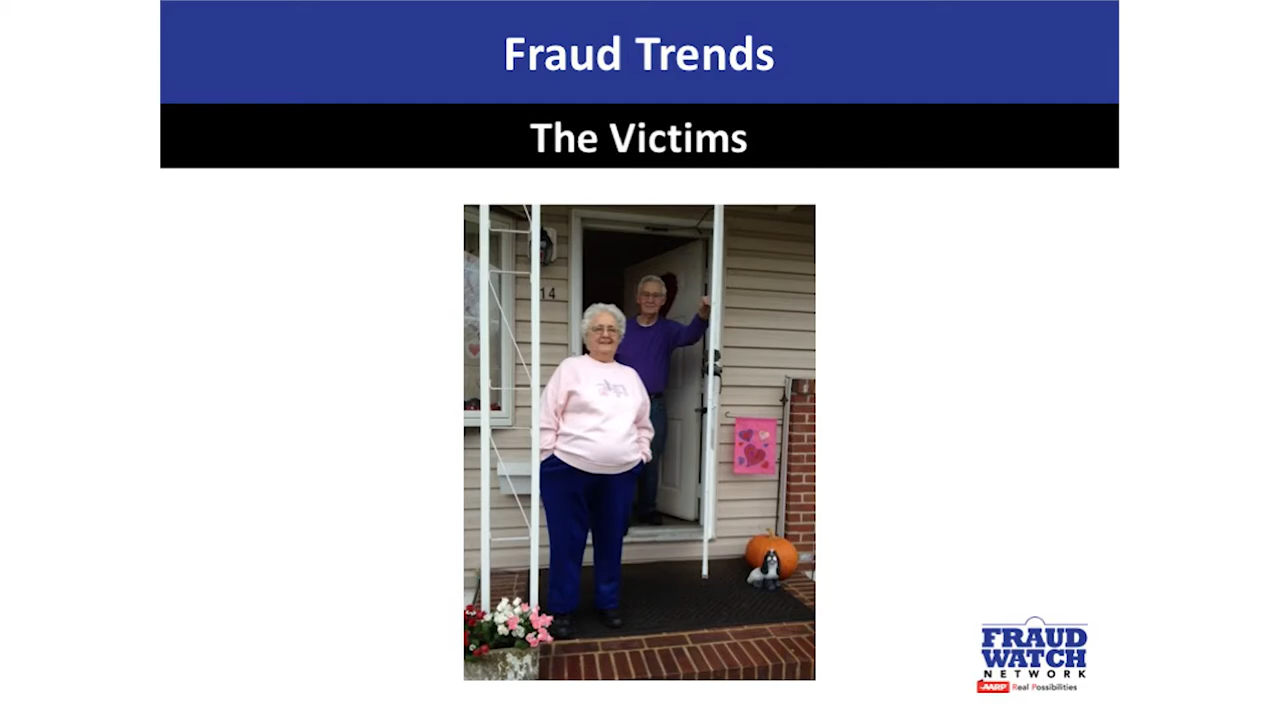 Fraud Trends
The Victims
14
FRAUD
WATCH
NETWORK
AARP Real Possibilities